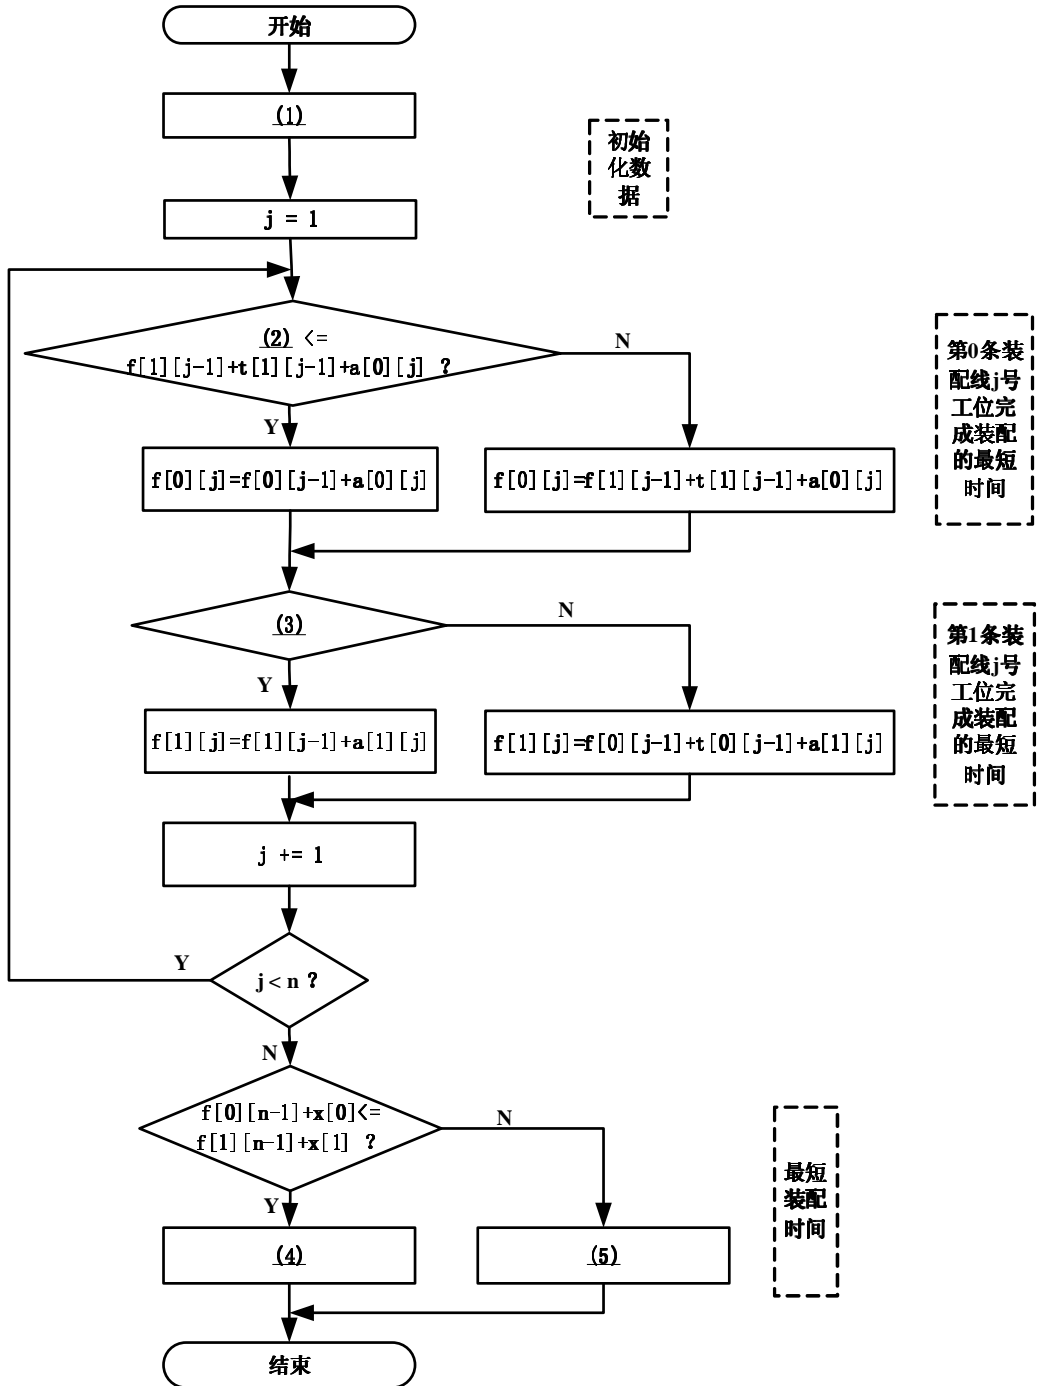 开始
(1)
初始
化数
据
j = 1
(2) <=
f[1][j-1]+t[1][j-1]+a[0][j] ?
N
Y
第0条装
配线j号
工位完
成装配
的最短
时间
f[0][j]=f[0][j-1]+a[0][j]
f[0][j]=f[1][j-1]+t[1][j-1]+a[0][j]
(3)
N
Y
第1条装
配线j号
工位完
成装配
的最短
时间
f[1][j]=f[1][j-1]+a[1][j]
f[1][j]=f[0][j-1]+t[0][j-1]+a[1][j]
j += 1
Y
j < n ?
N
f[0][n-1]+x[0]<=
f[1][n-1]+x[1] ?
N
Y
最短
装配
时间
(4)
(5)
结束